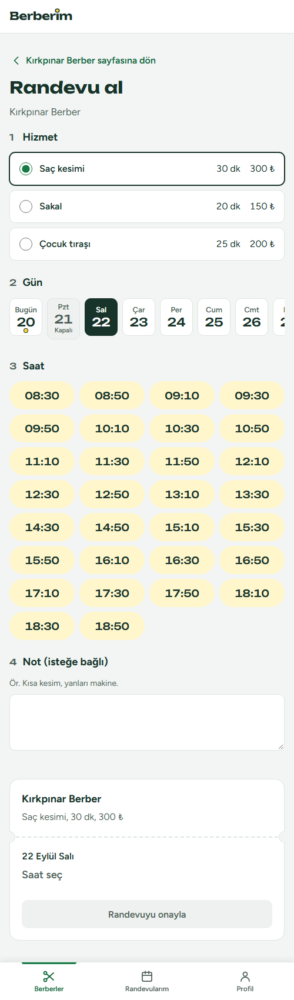 Berberim
Kırkpınar Berber sayfasına dön
Randevu al
Kırkpınar Berber
1 Hizmet
Saç kesimi 30 dk 300 ₺
Sakal 20 dk 150 ₺
Çocuk tıraşı 25 dk 200 ₺
2 Gün
Bugün Pzt Sal Çar Per Cum Cmt
20 21 22 23 24 25 26
Kapalı
3 Saat
08:30 08:50 09:10 09:30
09:50 10:10 10:30 10:50
11:10 11:30 11:50 12:10
12:30 12:50 13:10 13:30
14:30 14:50 15:10 15:30
15:50 16:10 16:30 16:50
17:10 17:30 17:50 18:10
18:30 18:50
4 Not (isteğe bağlı)
Ör. Kısa kesim, yanları makine.
Kırkpınar Berber
Saç kesimi, 30 dk, 300 ₺
22 Eylül Salı
Saat seç
Randevuyu onayla
Berberler Randevularım Profil